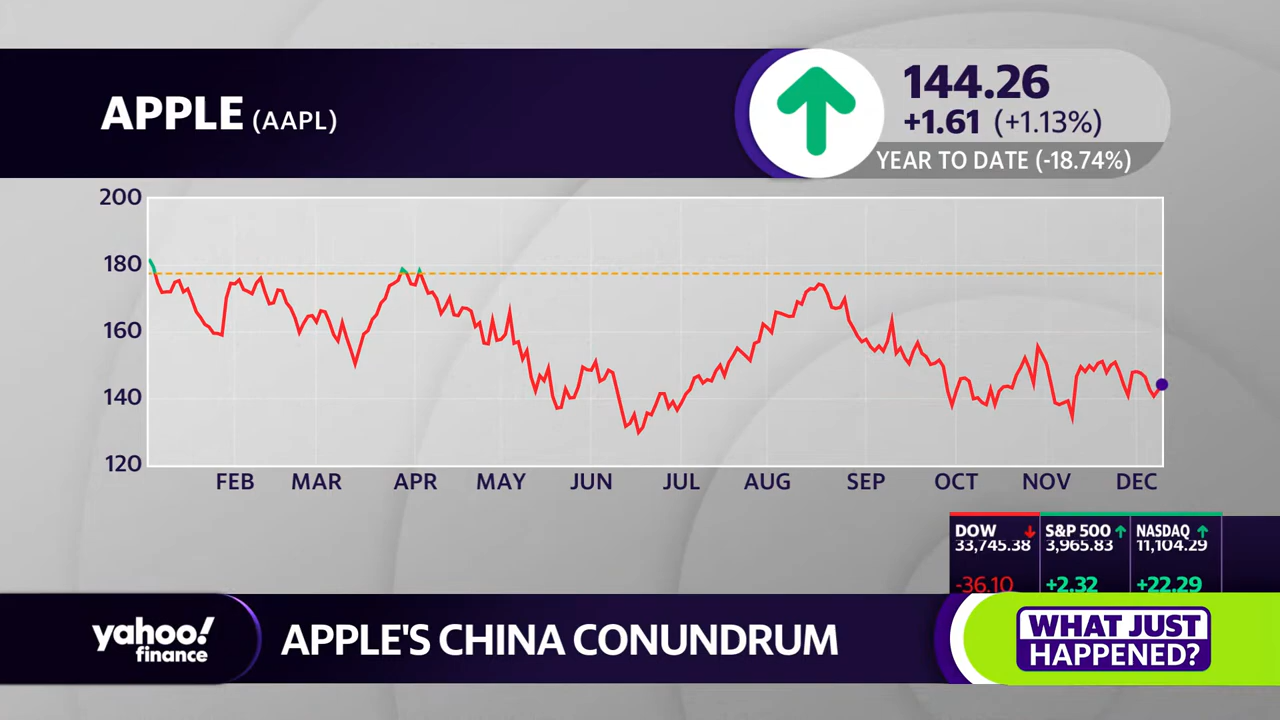 APPLE (AAPL)
144.26
+1.61 (+1.13%)
YEAR TO DATE (-18.74%)
200
180
160
140
120
FEB MAR APR MAY JUN JUL AUG SEP OCT NOV DEC
DOW S&P 500 NASDAQ
33,745.38 3,965.83 11,104.29
-36.10 +2.32 +22.29
yahoo!
finance
APPLE'S CHINA CONUNDRUM
WHAT JUST
HAPPENED?